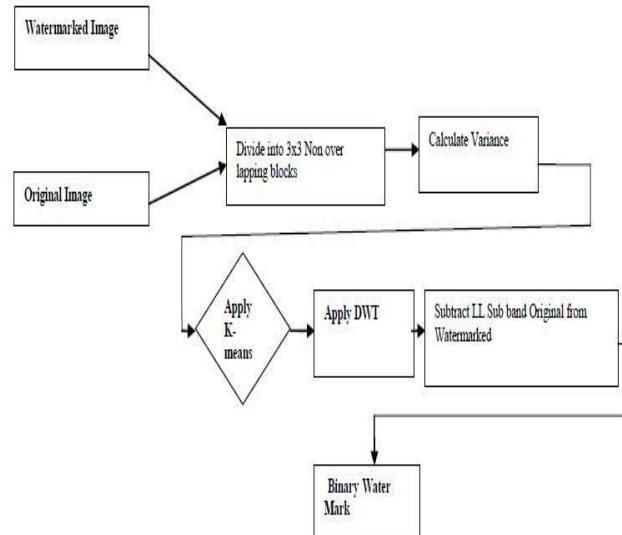 Watermarked Image
Original Image
Divide into 3x3 Non over
lapping blocks
Calculate Variance
Apply
K-
means
Apply DWT
Subtract LL Sub band Original from
Watermarked
Binary Water
Mark